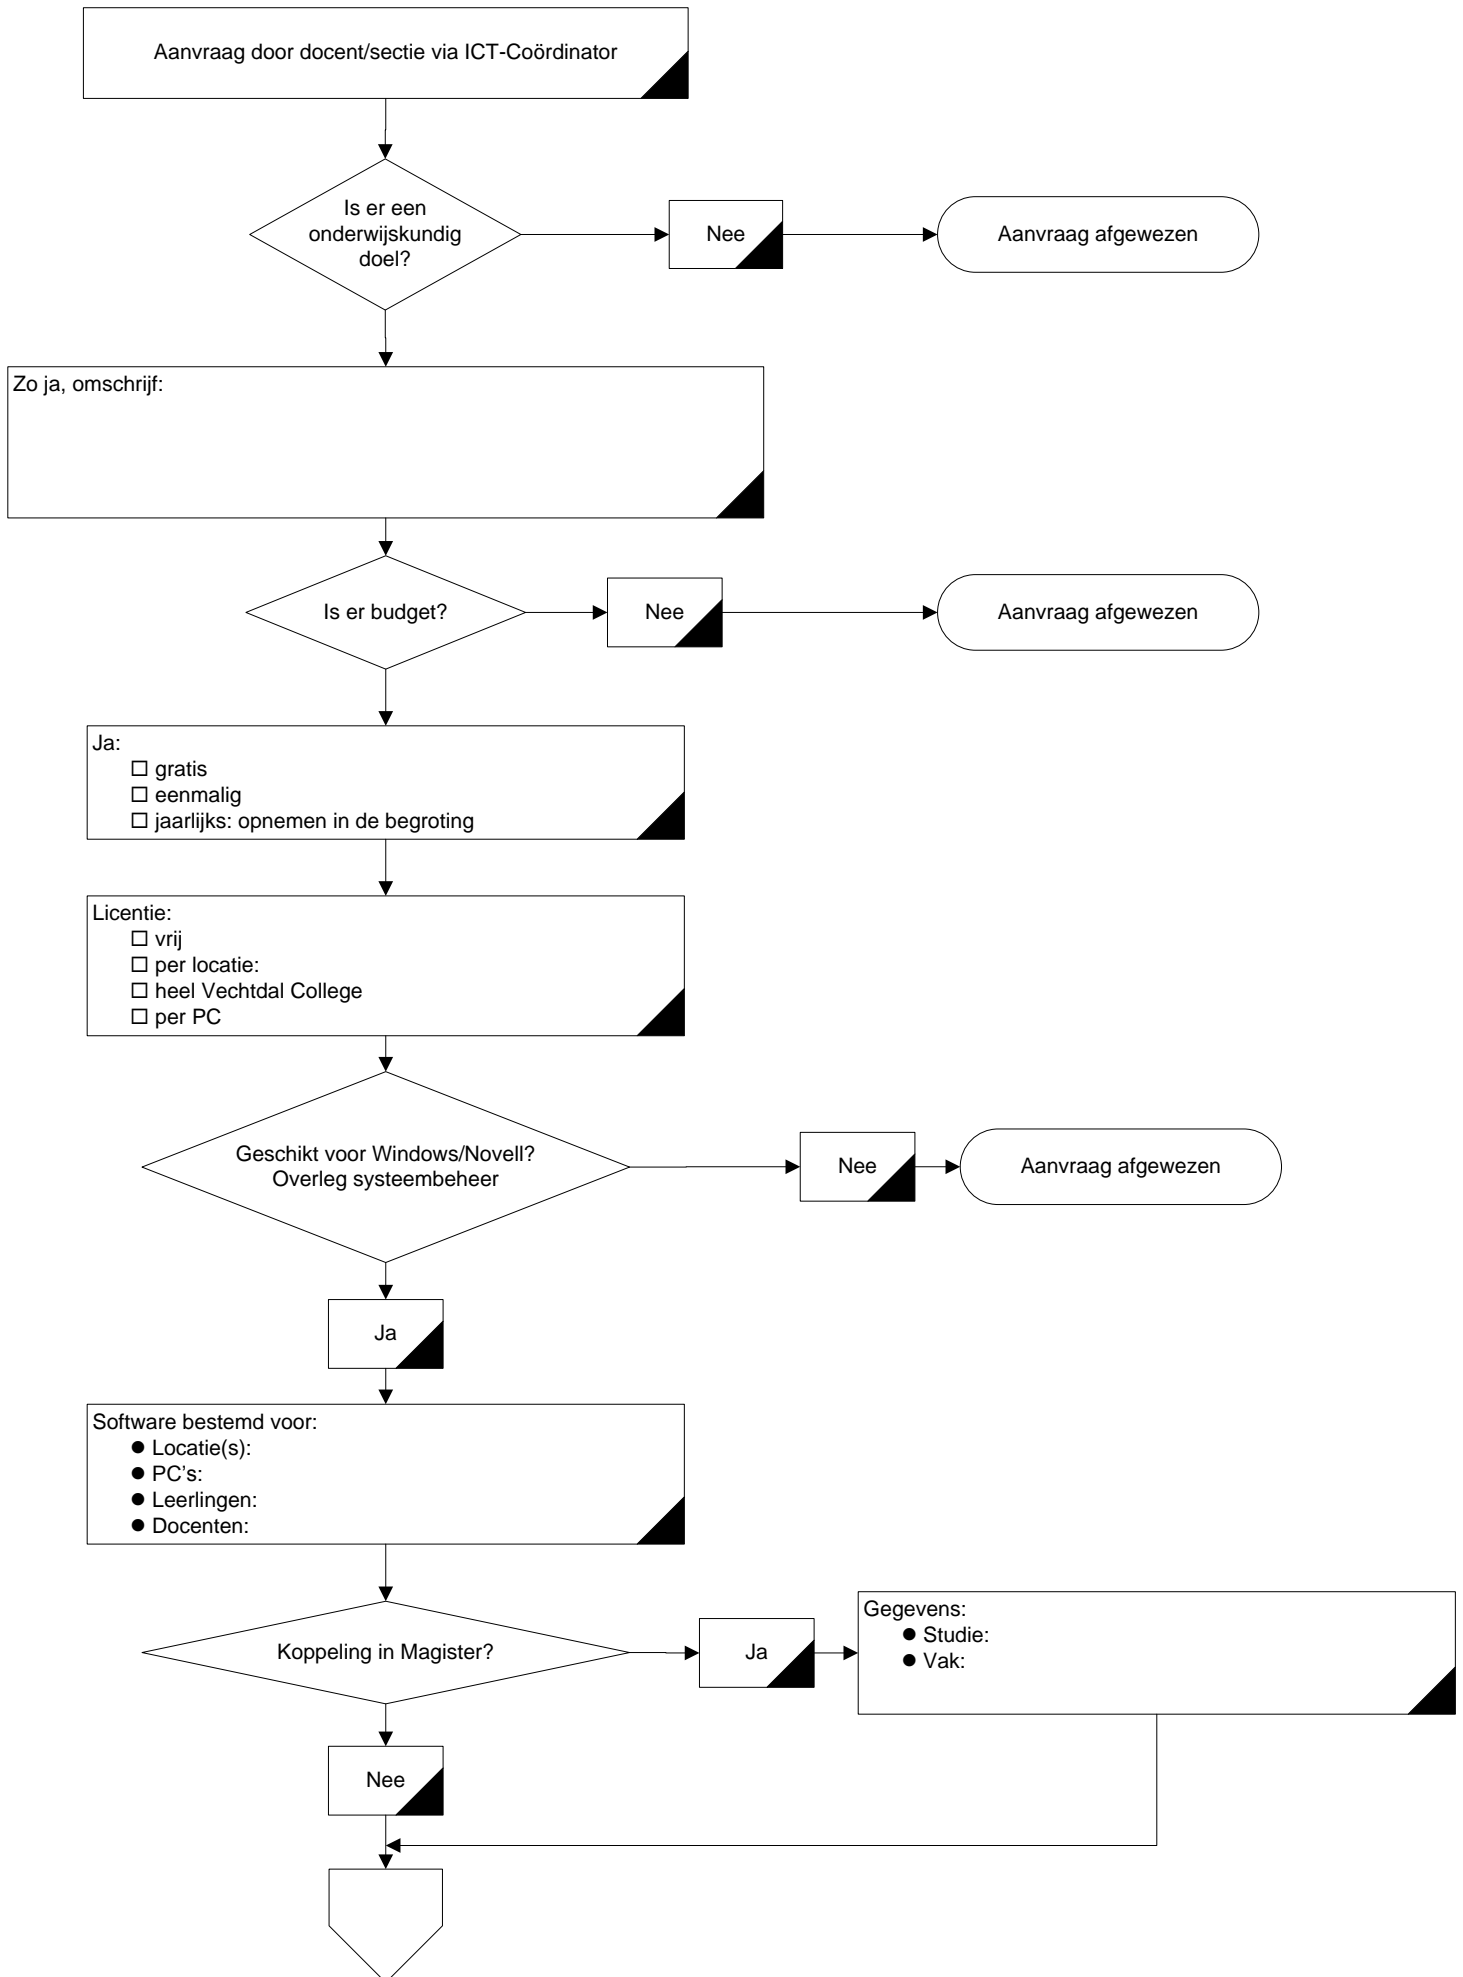 Aanvraag door docent/sectie via ICT-Coördinator
Is er een
onderwijskundig
doel?
Nee
Aanvraag afgewezen
Zo ja, omschrijf:
Is er budget?
Nee
Aanvraag afgewezen
Ja:
☐ gratis
☐ eenmalig
☐ jaarlijks: opnemen in de begroting
Licentie:
☐ vrij
☐ per locatie:
☐ heel Vechtdal College
☐ per PC
Geschikt voor Windows/Novell?
Overleg systeembeheer
Nee
Aanvraag afgewezen
Ja
Software bestemd voor:
● Locatie(s):
● PC’s:
● Leerlingen:
● Docenten:
Koppeling in Magister?
Ja
Gegevens:
● Studie:
● Vak:
Nee